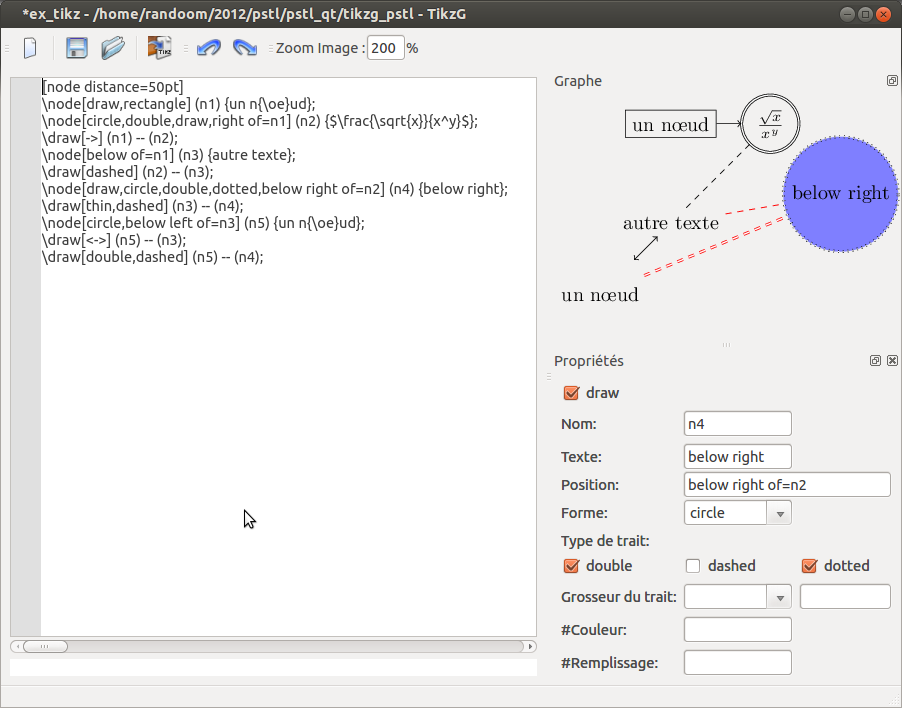 *ex_tikz - /home/randoom/2012/pstl/pstl_qt/tikzg_pstl - TikzG
TikZ
Zoom Image : 200 %
[node distance=50pt]
\node[draw,rectangle] (n1) {un n{\oe}ud};
\node[circle,double,draw,right of=n1] (n2) {$\frac{\sqrt{x}}{x^y}$};
\draw[->] (n1) -- (n2);
\node[below of=n1] (n3) {autre texte};
\draw[dashed] (n2) -- (n3);
\node[draw,circle,double,dotted,below right of=n2] (n4) {below right};
\draw[thin,dashed] (n3) -- (n4);
\node[circle,below left of=n3] (n5) {un n{\oe}ud};
\draw[<->] (n5) -- (n3);
\draw[double,dashed] (n5) -- (n4);
Graphe
un nœud
√x
x^y
below right
autre texte
un nœud
Propriétés
draw
Nom: n4
Texte: below right
Position: below right of=n2
Forme: circle
Type de trait:
double dashed dotted
Grosseur du trait:
#Couleur:
#Remplissage: